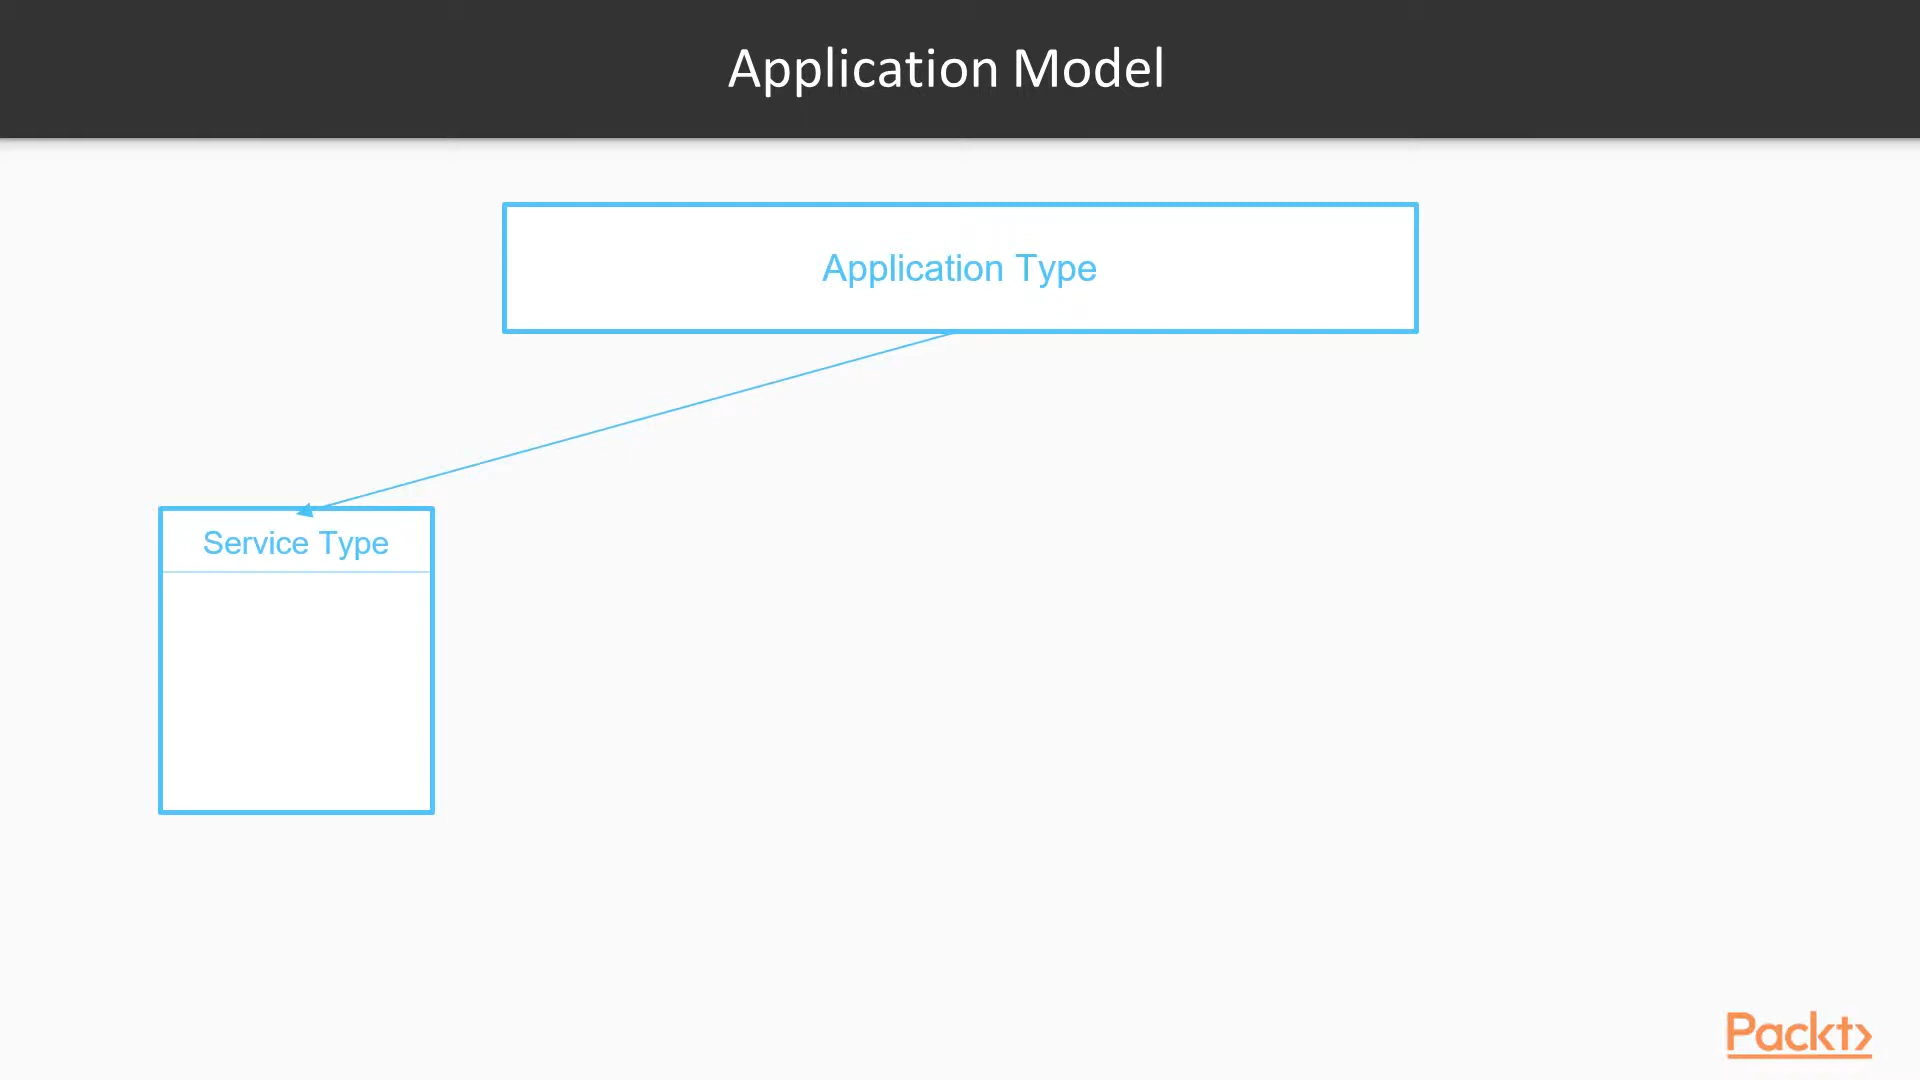 Application Model
Application Type
Service Type
Packt